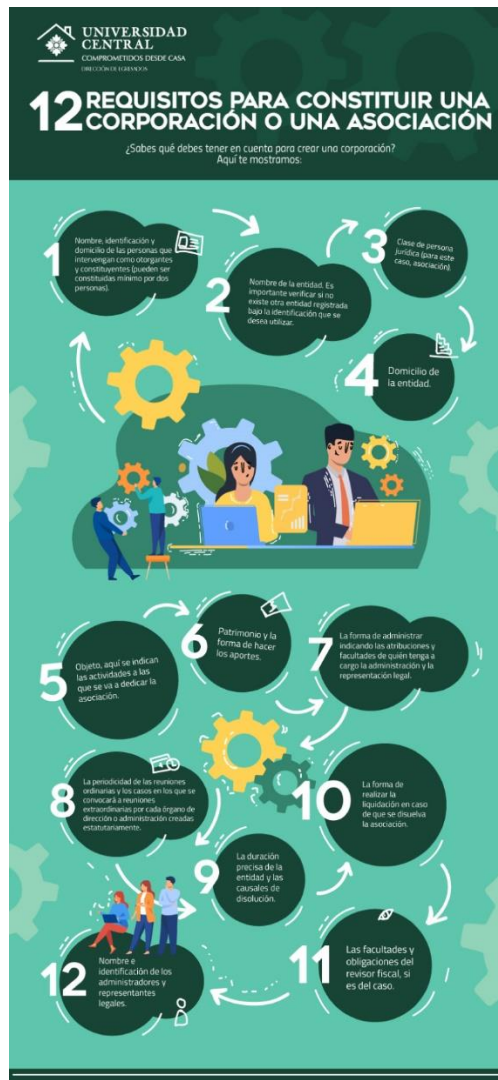 UNIVERSIDAD
CENTRAL
COMPROMETIDOS DESDE CASA
DIRECCIÓN DE EGRESADOS
12 REQUISITOS PARA CONSTITUIR UNA
CORPORACIÓN O UNA ASOCIACIÓN
¿Sabes qué debes tener en cuenta para crear una corporación?
Aquí te mostramos:
1
Nombre, identificación y
domicilio de las personas que
intervengan como otorgantes
y constituyentes (pueden ser
constituidas mínimo por dos
personas).
2
Nombre de la entidad. Es
importante verificar si no
existe otra entidad registrada
bajo la identificación que se
desea utilizar.
3
Clase de persona
jurídica (para este
caso, asociación).
4
Domicilio de
la entidad.
5
Objeto, aquí se indican
las actividades a las
que se va a dedicar la
asociación.
6
Patrimonio y la
forma de hacer
los aportes.
7
La forma de administrar
indicando las atribuciones y
facultades de quién tenga a
cargo la administración y la
representación legal.
8
La periodicidad de las reuniones
ordinarias y los casos en los que se
convocará a reuniones
extraordinarias por cada órgano de
dirección o administración creadas
estatutariamente.
9
La duración
precisa de la
entidad y las
causales de
disolución.
10
La forma de
realizar la
liquidación en caso
de que se disuelva
la asociación.
11
Las facultades y
obligaciones del
revisor fiscal, si
es del caso.
12
Nombre e
identificación de los
administradores y
representantes
legales.